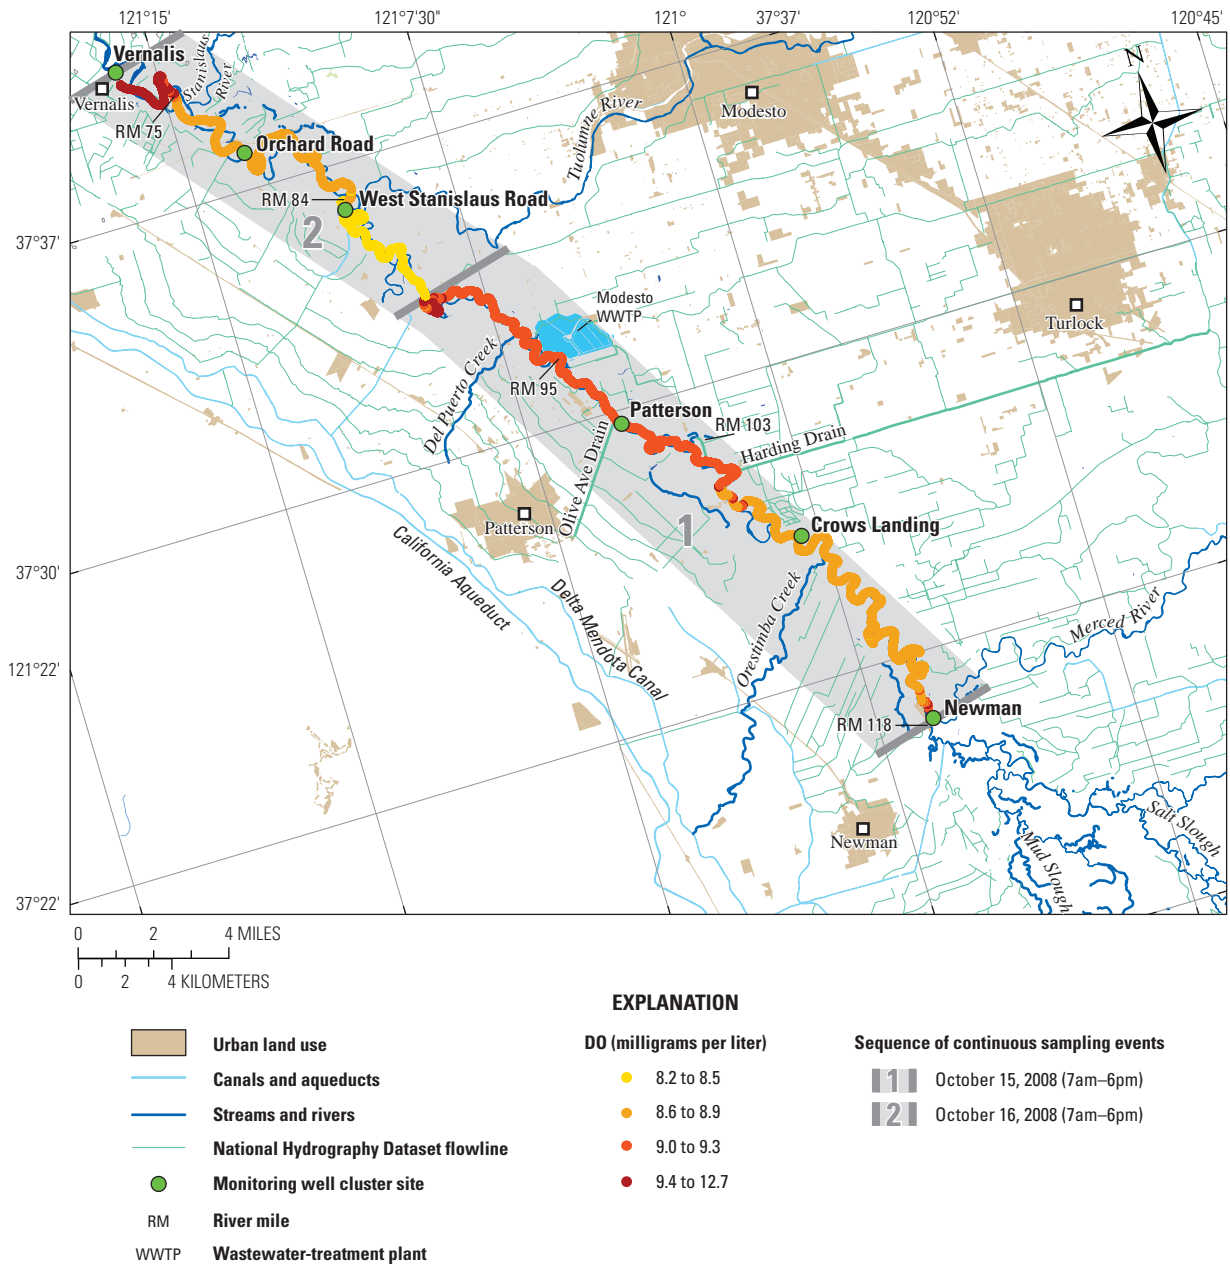 121°15'
121°7'30"
121°
37°37'
120°52'
120°45'
Vernalis
Vernalis
Stanislaus
River
RM 75
Orchard Road
RM 84
West Stanislaus Road
2
Tuolumne River
Modesto
N
37°37'
Turlock
Modesto
WWTP
Del Puerto Creek
RM 95
Patterson
RM 103
Harding Drain
Olive Ave Drain
Patterson
1
Crows Landing
California Aqueduct
Delta Mendota Canal
Orestimba Creek
37°30'
Merced River
121°22'
Newman
RM 118
Newman
Salt Slough
Mud Slough
37°22'
0 2 4 MILES
0 2 4 KILOMETERS
EXPLANATION
Urban land use
Canals and aqueducts
Streams and rivers
National Hydrography Dataset flowline
Monitoring well cluster site
RM River mile
WWTP Wastewater-treatment plant
DO (milligrams per liter)
8.2 to 8.5
8.6 to 8.9
9.0 to 9.3
9.4 to 12.7
Sequence of continuous sampling events
1 October 15, 2008 (7am–6pm)
2 October 16, 2008 (7am–6pm)